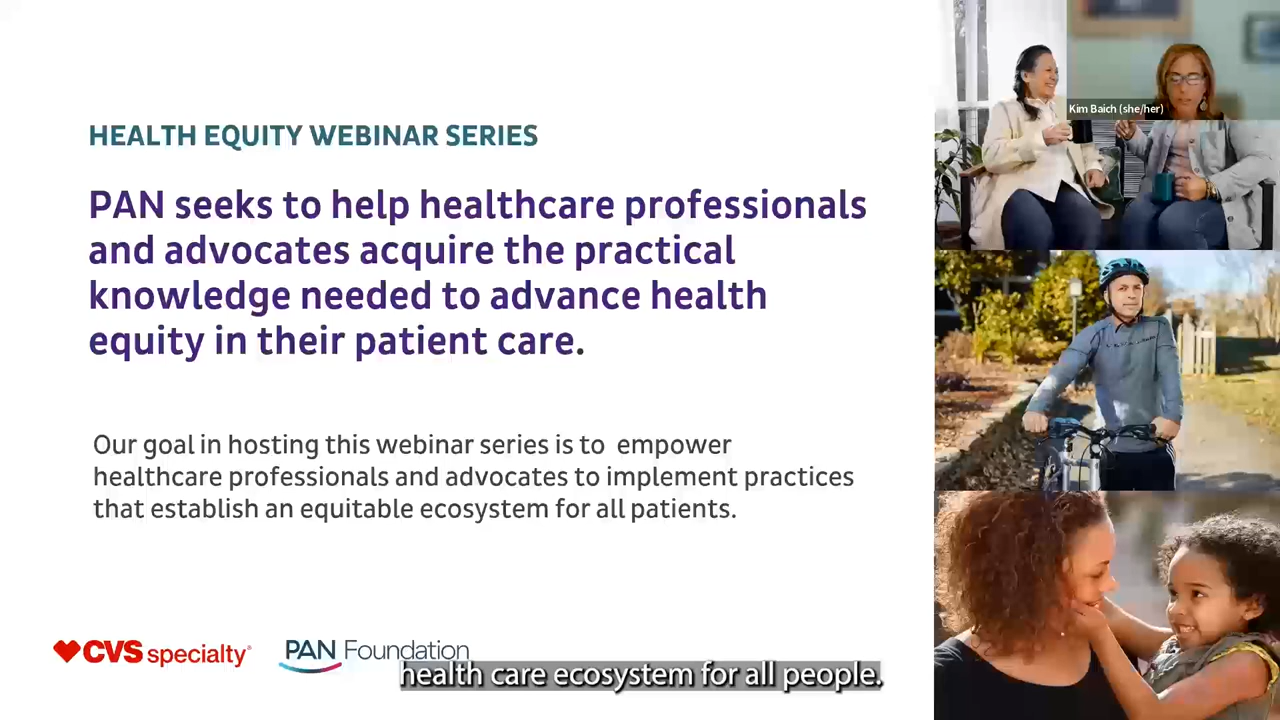 HEALTH EQUITY WEBINAR SERIES
PAN seeks to help healthcare professionals
and advocates acquire the practical
knowledge needed to advance health
equity in their patient care.
Our goal in hosting this webinar series is to empower
healthcare professionals and advocates to implement practices
that establish an equitable ecosystem for all patients.
CVS specialty®
PAN Foundation
health care ecosystem for all people.
Kim Baich (she/her)